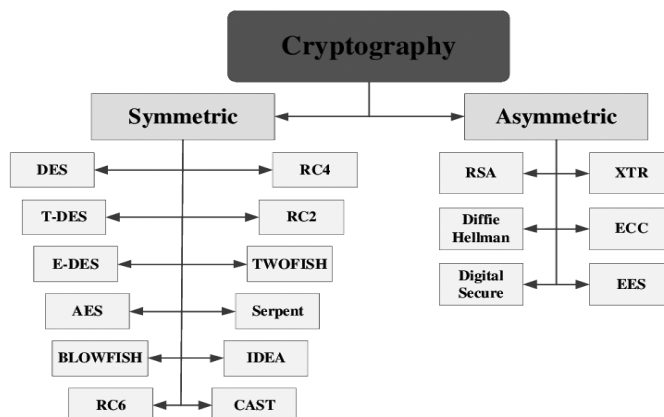 Cryptography
Symmetric
Asymmetric
DES
RC4
T-DES
RC2
E-DES
TWOFISH
AES
Serpent
BLOWFISH
IDEA
RC6
CAST
RSA
XTR
Diffie
Hellman
ECC
Digital
Secure
EES